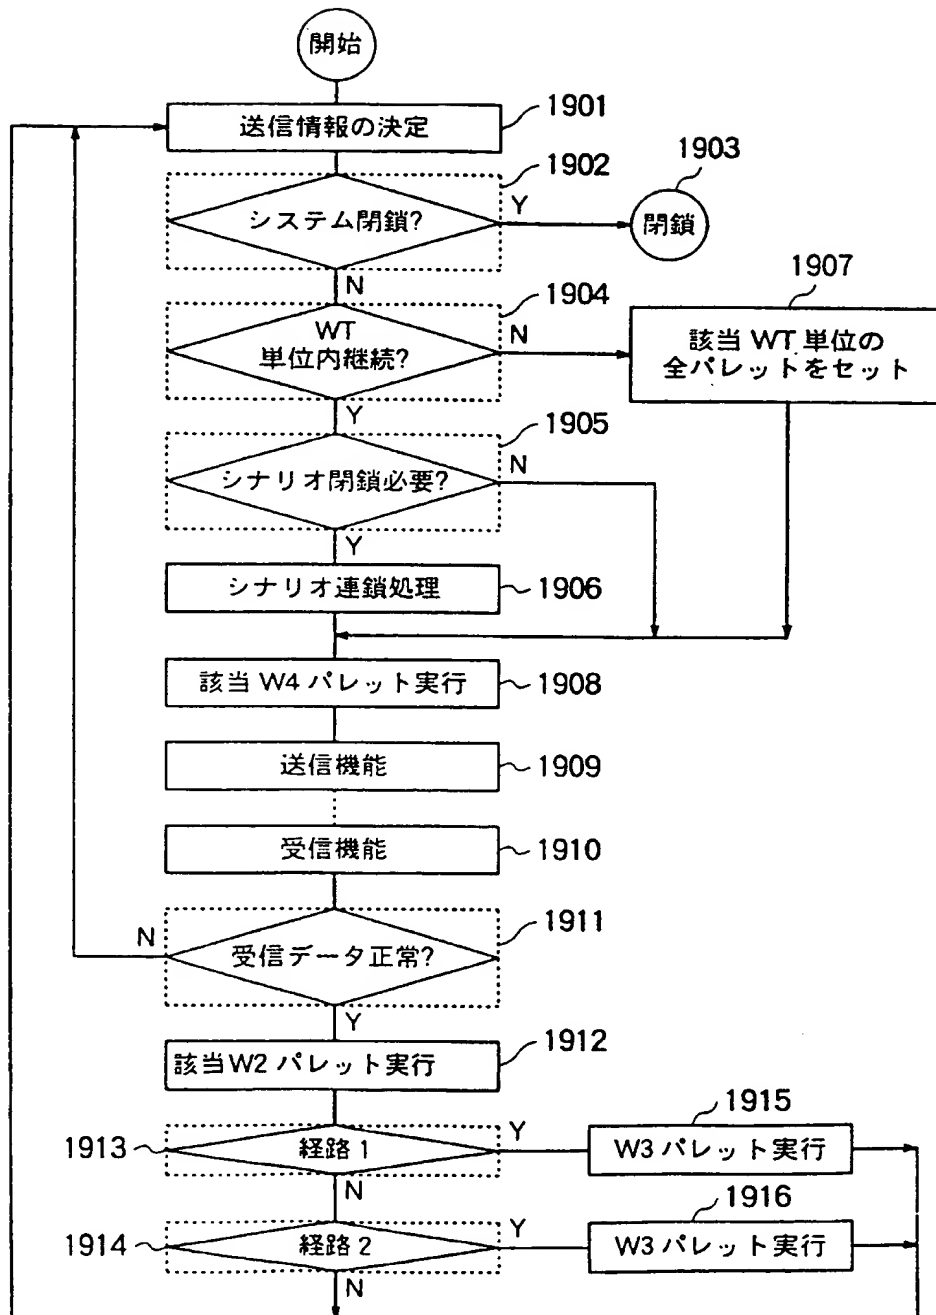 開始
送信情報の決定
1901
システム閉鎖?
1902
Y
N
閉鎖
1903
WT
単位内継続?
1904
N
Y
該当 WT 単位の
全パレットをセット
1907
シナリオ閉鎖必要?
1905
N
Y
シナリオ連鎖処理
1906
該当 W4 パレット実行
1908
送信機能
1909
受信機能
1910
受信データ正常?
1911
N
Y
該当 W2 パレット実行
1912
1913
経路 1
Y
N
W3 パレット実行
1915
1914
経路 2
Y
N
W3 パレット実行
1916